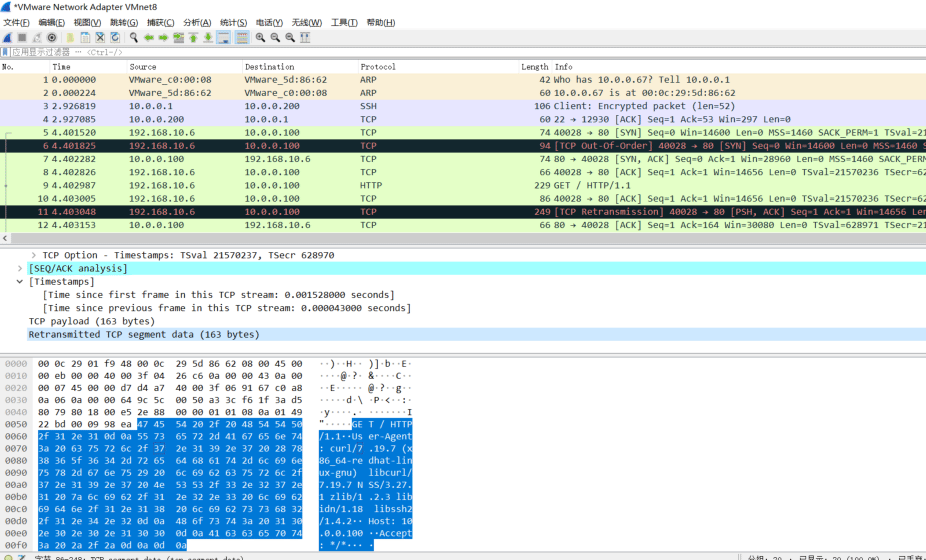 *VMware Network Adapter VMnet8
文件(F) 编辑(E) 视图(V) 跳转(G) 捕获(C) 分析(A) 统计(S) 电话(Y) 无线(W) 工具(T) 帮助(H)
应用显示过滤器 … <Ctrl-/>
No. Time Source Destination Protocol Length Info
1 0.000000 VMware_c0:00:08 VMware_5d:86:62 ARP 42 Who has 10.0.0.67? Tell 10.0.0.1
2 0.000224 VMware_5d:86:62 VMware_c0:00:08 ARP 60 10.0.0.67 is at 00:0c:29:5d:86:62
3 2.926819 10.0.0.1 10.0.0.200 SSH 106 Client: Encrypted packet (len=52)
4 2.927085 10.0.0.200 10.0.0.1 TCP 60 22 → 12930 [ACK] Seq=1 Ack=53 Win=297 Len=0
5 4.401520 192.168.10.6 10.0.0.100 TCP 74 40028 → 80 [SYN] Seq=0 Win=14600 Len=0 MSS=1460 SACK_PERM=1 TSval=21
6 4.401825 192.168.10.6 10.0.0.100 TCP 94 [TCP Out-Of-Order] 40028 → 80 [SYN] Seq=0 Win=14600 Len=0 MSS=1460 S
7 4.402282 10.0.0.100 192.168.10.6 TCP 74 80 → 40028 [SYN, ACK] Seq=0 Ack=1 Win=28960 Len=0 MSS=1460 SACK_PERM
8 4.402826 192.168.10.6 10.0.0.100 TCP 66 40028 → 80 [ACK] Seq=1 Ack=1 Win=14656 Len=0 TSval=21570236 TSecr=62
9 4.402987 192.168.10.6 10.0.0.100 HTTP 229 GET / HTTP/1.1
10 4.403005 192.168.10.6 10.0.0.100 TCP 86 40028 → 80 [ACK] Seq=1 Ack=1 Win=14656 Len=0 TSval=21570236 TSecr=62
11 4.403048 192.168.10.6 10.0.0.100 TCP 249 [TCP Retransmission] 40028 → 80 [PSH, ACK] Seq=1 Ack=1 Win=14656 Len
12 4.403153 10.0.0.100 192.168.10.6 TCP 66 80 → 40028 [ACK] Seq=1 Ack=164 Win=30080 Len=0 TSval=628971 TSecr=21
TCP Option - Timestamps: TSval 21570237, TSecr 628970
[SEQ/ACK analysis]
[Timestamps]
[Time since first frame in this TCP stream: 0.001528000 seconds]
[Time since previous frame in this TCP stream: 0.000043000 seconds]
TCP payload (163 bytes)
Retransmitted TCP segment data (163 bytes)
0000 00 0c 29 01 f9 48 00 0c 29 5d 86 62 08 00 45 00 ··)··H·· )]·b··E·
0010 00 eb 00 00 40 00 3f 04 26 c6 0a 00 00 43 0a 00 ····@·?· &····C··
0020 00 07 45 00 00 d7 d4 a7 40 00 3f 06 91 67 c0 a8 ··E····· @·?··g··
0030 0a 06 0a 00 00 64 9c 5c 00 50 a3 3c f6 1f 3a d5 ·····d·\ ·P·<··:·
0040 80 79 80 18 00 e5 2e 88 00 00 01 01 08 0a 01 49 ·y····.· ·······I
0050 22 bd 00 09 98 ea 47 45 54 20 2f 20 48 54 54 50 "·····GE T / HTTP
0060 2f 31 2e 31 0d 0a 55 73 65 72 2d 41 67 65 6e 74 /1.1··Us er-Agent
0070 3a 20 63 75 72 6c 2f 37 2e 31 39 2e 37 20 28 78 : curl/7 .19.7 (x
0080 38 36 5f 36 34 2d 72 65 64 68 61 74 2d 6c 69 6e 86_64-re dhat-lin
0090 75 78 2d 67 6e 75 29 20 6c 69 62 63 75 72 6c 2f ux-gnu) libcurl/
00a0 37 2e 31 39 2e 37 20 4e 53 53 2f 33 2e 32 37 2e 7.19.7 N SS/3.27.
00b0 31 20 7a 6c 69 62 2f 31 2e 32 2e 33 20 6c 69 62 1 zlib/1 .2.3 lib
00c0 69 64 6e 2f 31 2e 31 38 20 6c 69 62 73 73 68 32 idn/1.18 libssh2
00d0 2f 31 2e 34 2e 32 0d 0a 48 6f 73 74 3a 20 31 30 /1.4.2·· Host: 10
00e0 2e 30 2e 30 2e 31 30 30 0d 0a 41 63 63 65 70 74 .0.0.100 ··Accept
00f0 3a 20 2a 2f 2a 0d 0a 0d 0a : */*··· ·